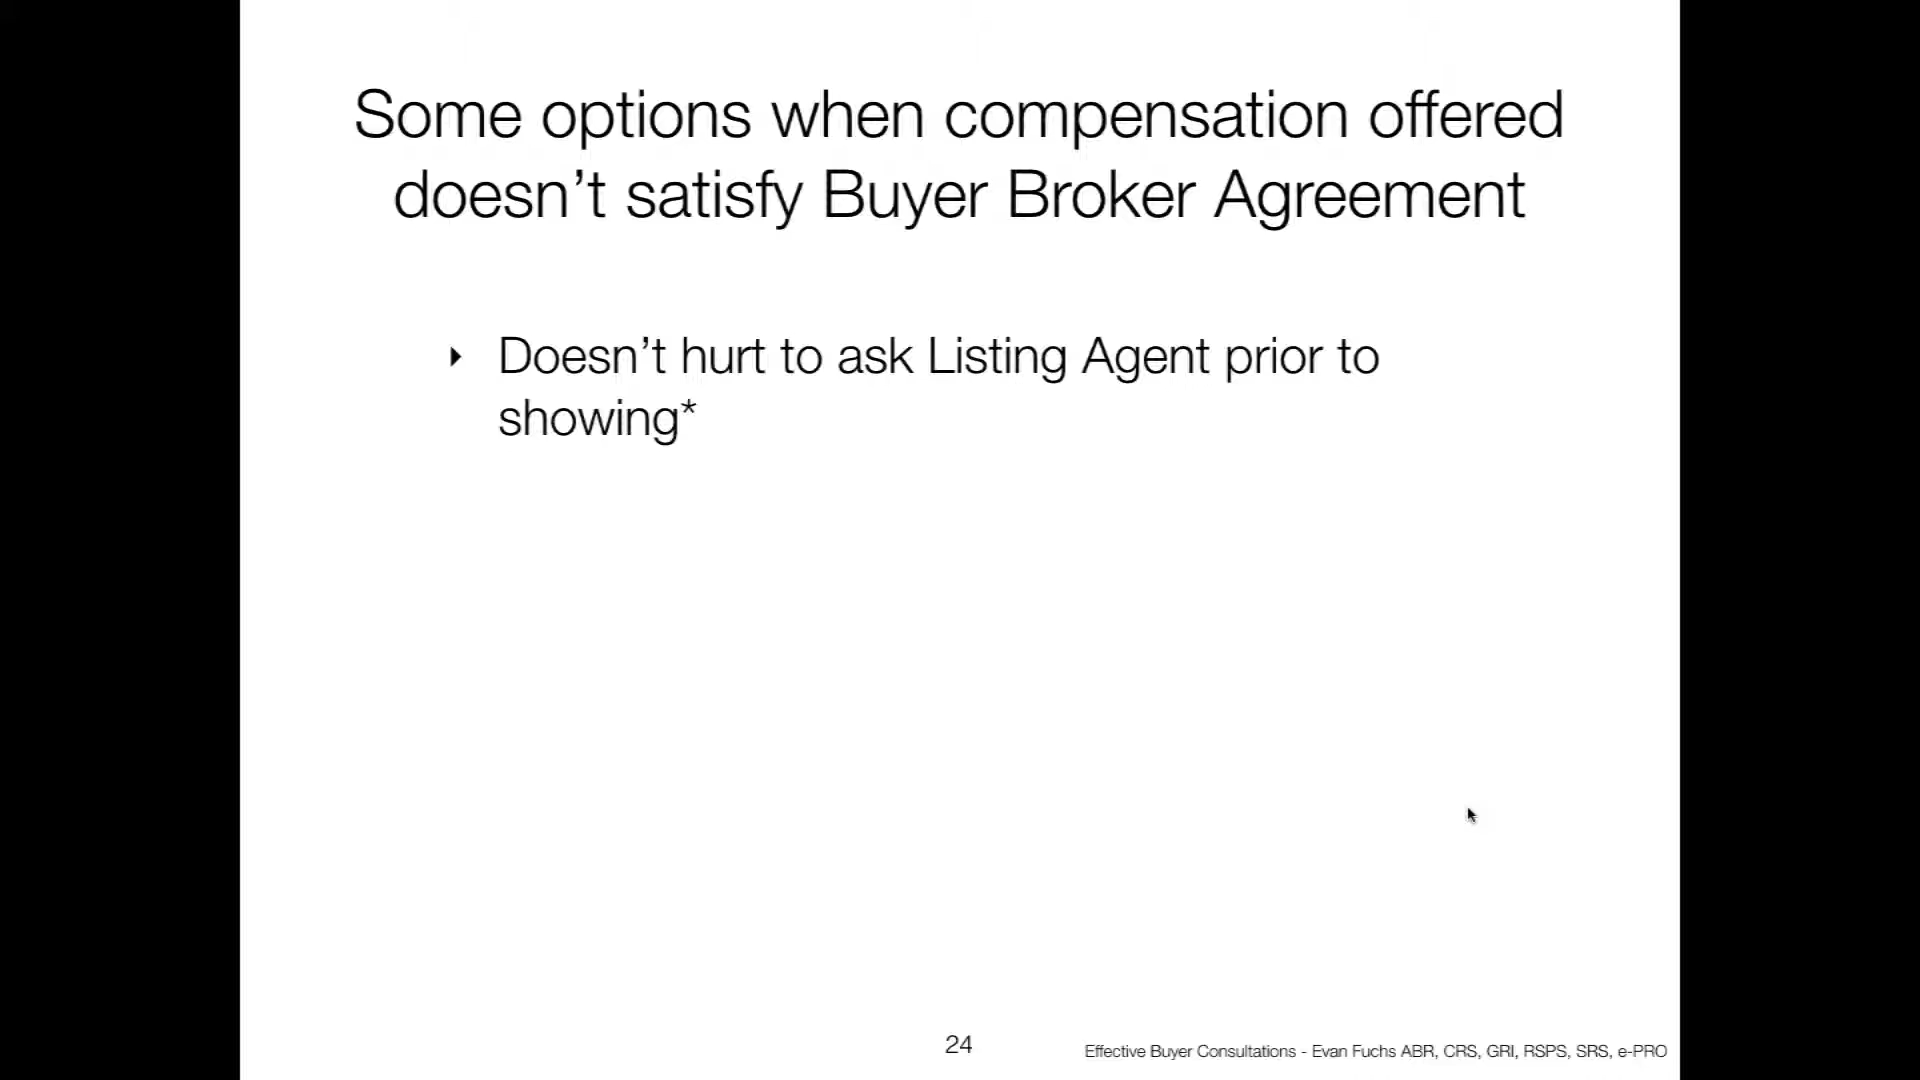 Some options when compensation offered
doesn’t satisfy Buyer Broker Agreement
‣ Doesn’t hurt to ask Listing Agent prior to
showing*
24
Effective Buyer Consultations - Evan Fuchs ABR, CRS, GRI, RSPS, SRS, e-PRO